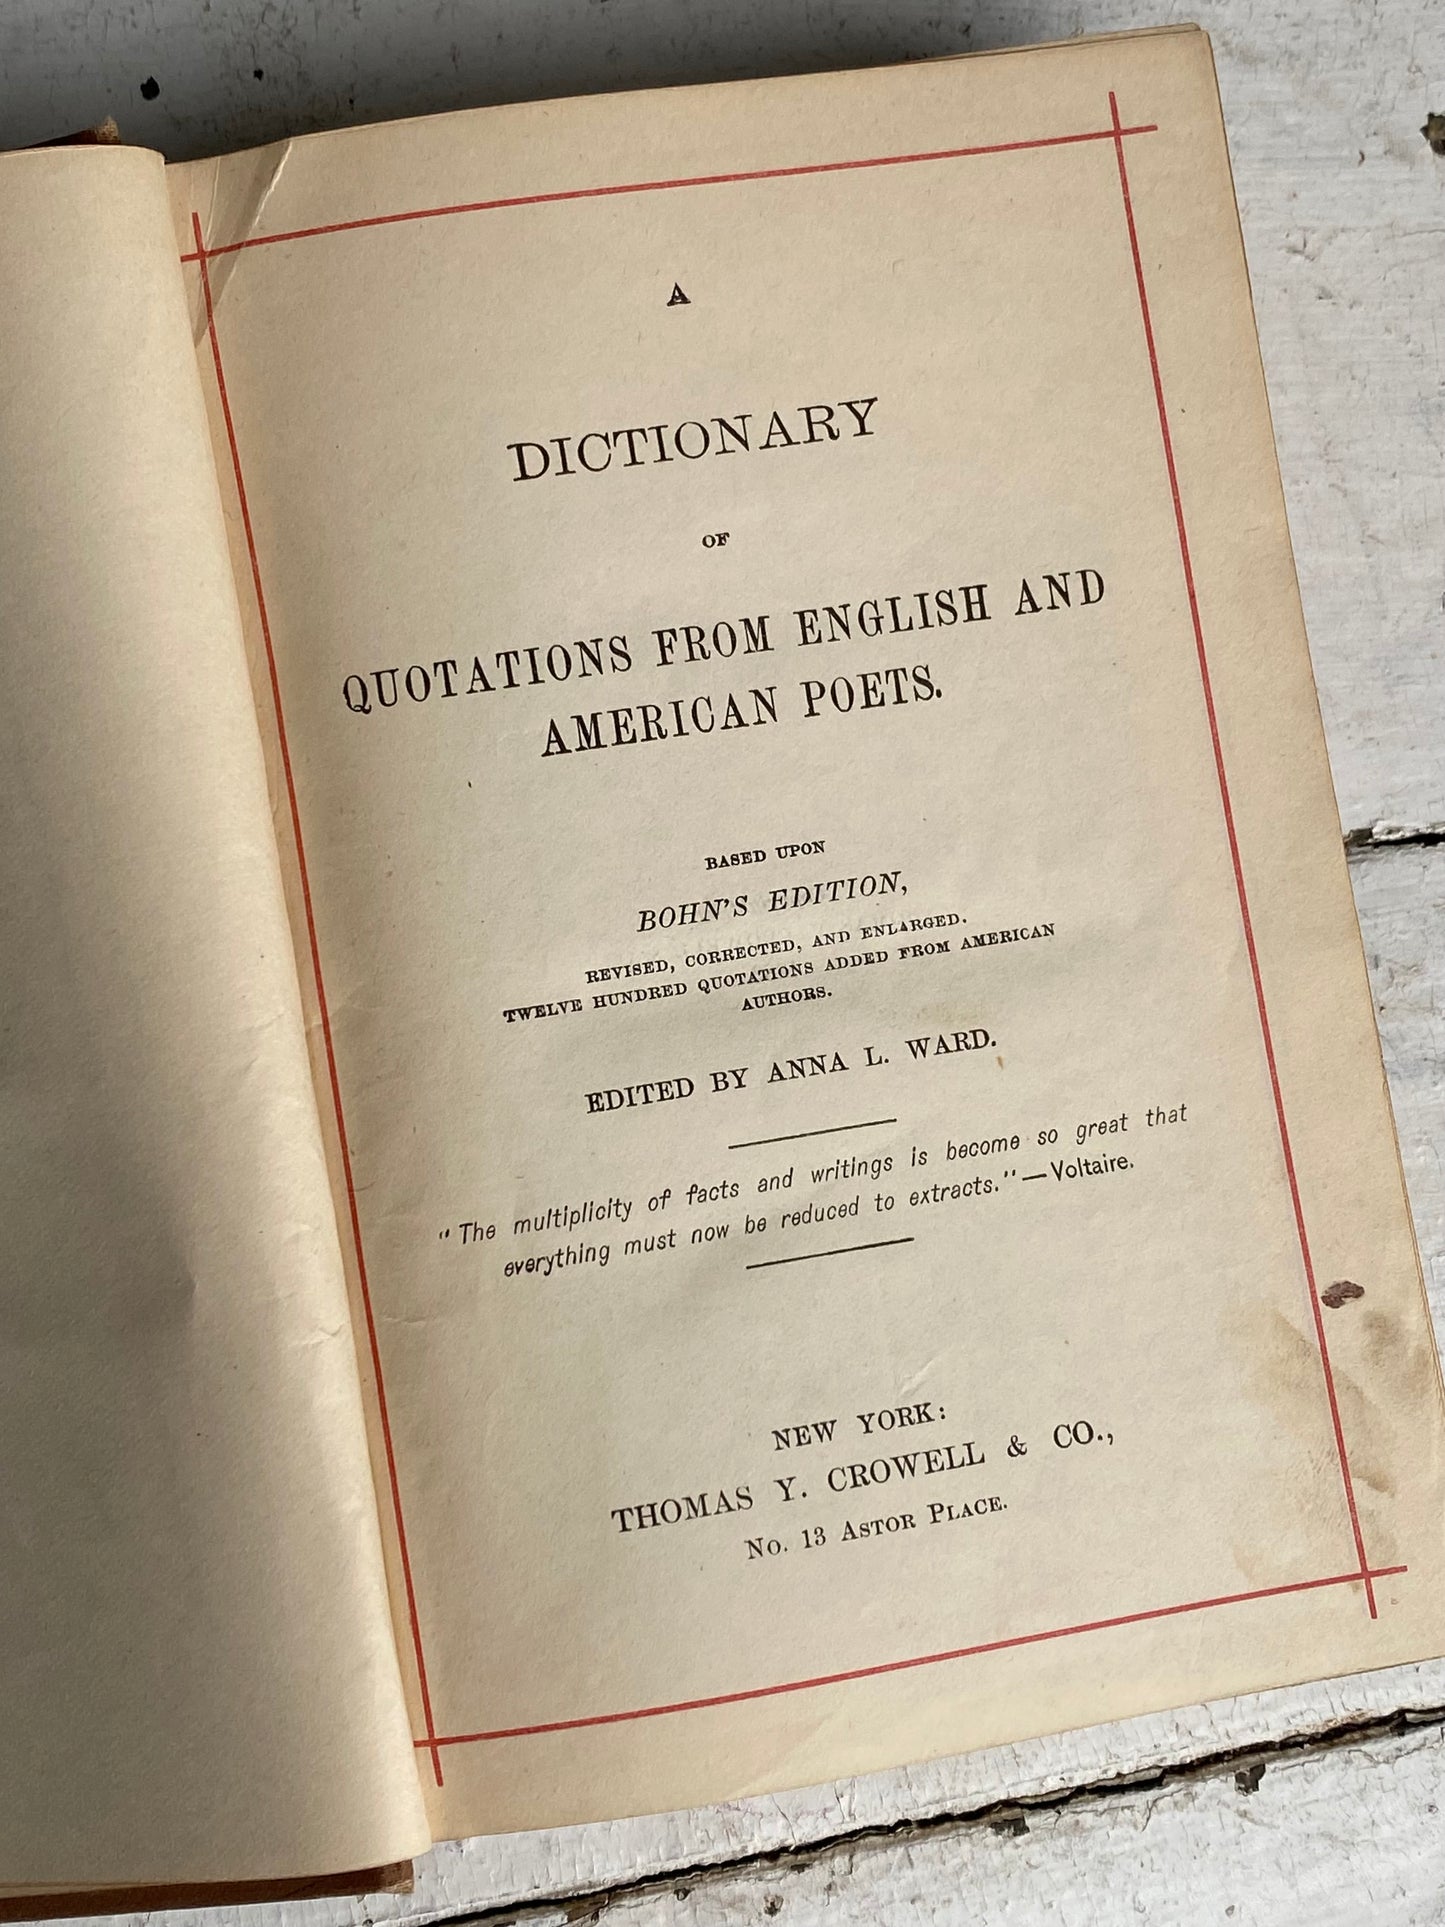 A
DICTIONARY
OF
QUOTATIONS FROM ENGLISH AND
AMERICAN POETS.
BASED UPON
BOHN'S EDITION,
REVISED, CORRECTED, AND ENLARGED.
TWELVE HUNDRED QUOTATIONS ADDED FROM AMERICAN
AUTHORS.
EDITED BY ANNA L. WARD.
"The multiplicity of facts and writings is become so great that
everything must now be reduced to extracts."—Voltaire.
NEW YORK:
THOMAS Y. CROWELL & CO.,
No. 13 Astor Place.